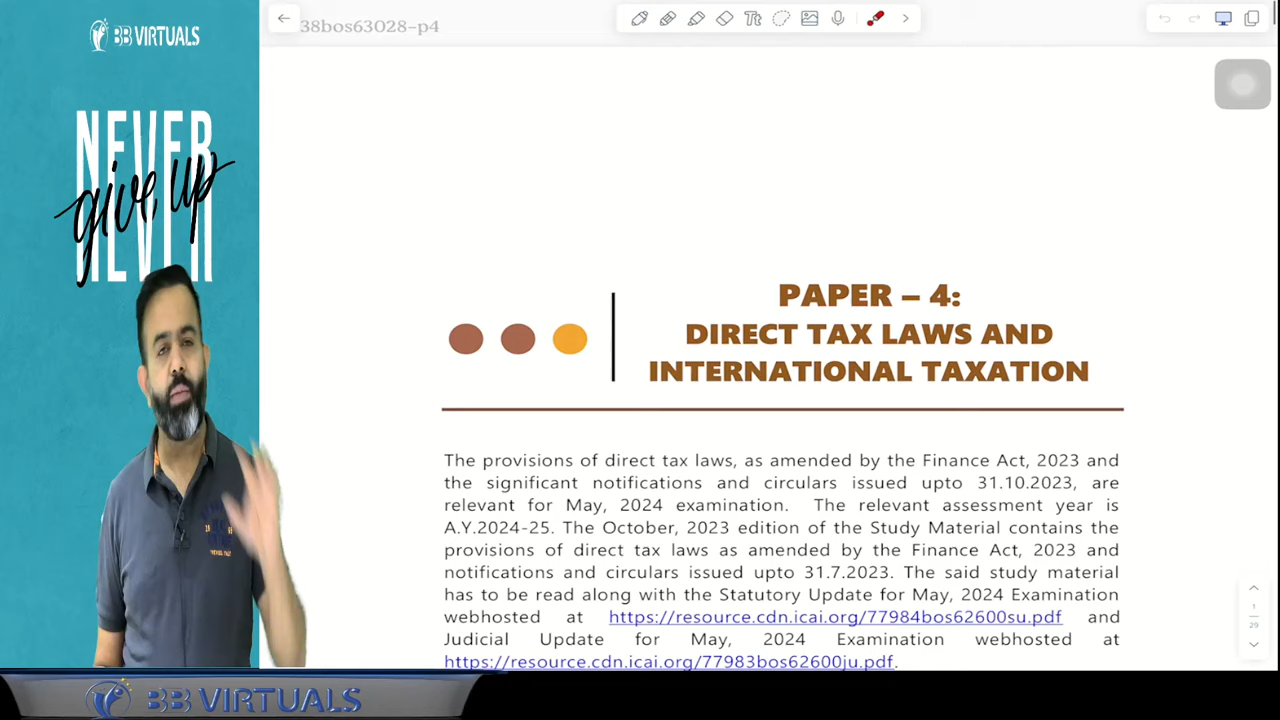 BB VIRTUALS
NEVER
give up
NEVER
38bos63028-p4
Tt
PAPER – 4:
DIRECT TAX LAWS AND
INTERNATIONAL TAXATION
The provisions of direct tax laws, as amended by the Finance Act, 2023 and
the significant notifications and circulars issued upto 31.10.2023, are
relevant for May, 2024 examination. The relevant assessment year is
A.Y.2024-25. The October, 2023 edition of the Study Material contains the
provisions of direct tax laws as amended by the Finance Act, 2023 and
notifications and circulars issued upto 31.7.2023. The said study material
has to be read along with the Statutory Update for May, 2024 Examination
webhosted at https://resource.cdn.icai.org/77984bos62600su.pdf and
Judicial Update for May, 2024 Examination webhosted at
https://resource.cdn.icai.org/77983bos62600ju.pdf.
1
29
BB VIRTUALS